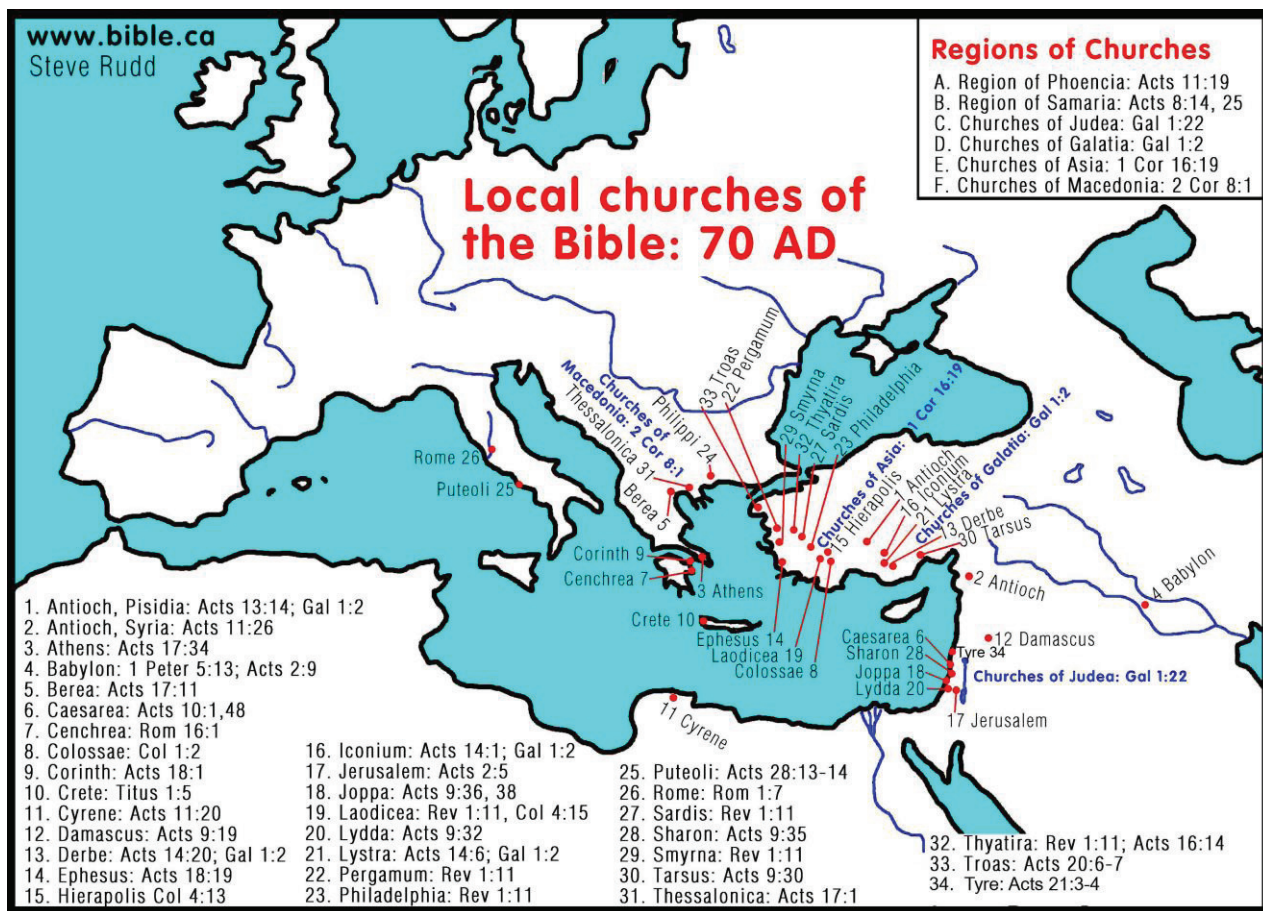 www.bible.ca
Steve Rudd
Regions of Churches
A. Region of Phoencia: Acts 11:19
B. Region of Samaria: Acts 8:14, 25
C. Churches of Judea: Gal 1:22
D. Churches of Galatia: Gal 1:2
E. Churches of Asia: 1 Cor 16:19
F. Churches of Macedonia: 2 Cor 8:1
Local churches of
the Bible: 70 AD
33 Troas
22 Pergamum
Churches of
Macedonia: 2 Cor 8:1
Thessalonica 31
Philippi 24
Berea 5
29 Smyrna
32 Thyatira
27 Sardis
23 Philadelphia
Churches of Asia: 1 Cor 16:19
15 Hierapolis
1 Antioch
16 Iconium
21 Lystra
Churches of Galatia: Gal 1:2
13 Derbe
30 Tarsus
Rome 26
Puteoli 25
Corinth 9
Cenchrea 7
3 Athens
Crete 10
Ephesus 14
Laodicea 19
Colossae 8
2 Antioch
4 Babylon
12 Damascus
Caesarea 6
Sharon 28
Tyre 34
Joppa 18
Lydda 20
Churches of Judea: Gal 1:22
17 Jerusalem
11 Cyrene
1. Antioch, Pisidia: Acts 13:14; Gal 1:2
2. Antioch, Syria: Acts 11:26
3. Athens: Acts 17:34
4. Babylon: 1 Peter 5:13; Acts 2:9
5. Berea: Acts 17:11
6. Caesarea: Acts 10:1,48
7. Cenchrea: Rom 16:1
8. Colossae: Col 1:2
9. Corinth: Acts 18:1
10. Crete: Titus 1:5
11. Cyrene: Acts 11:20
12. Damascus: Acts 9:19
13. Derbe: Acts 14:20; Gal 1:2
14. Ephesus: Acts 18:19
15. Hierapolis Col 4:13
16. Iconium: Acts 14:1; Gal 1:2
17. Jerusalem: Acts 2:5
18. Joppa: Acts 9:36, 38
19. Laodicea: Rev 1:11, Col 4:15
20. Lydda: Acts 9:32
21. Lystra: Acts 14:6; Gal 1:2
22. Pergamum: Rev 1:11
23. Philadelphia: Rev 1:11
25. Puteoli: Acts 28:13-14
26. Rome: Rom 1:7
27. Sardis: Rev 1:11
28. Sharon: Acts 9:35
29. Smyrna: Rev 1:11
30. Tarsus: Acts 9:30
31. Thessalonica: Acts 17:1
32. Thyatira: Rev 1:11; Acts 16:14
33. Troas: Acts 20:6-7
34. Tyre: Acts 21:3-4